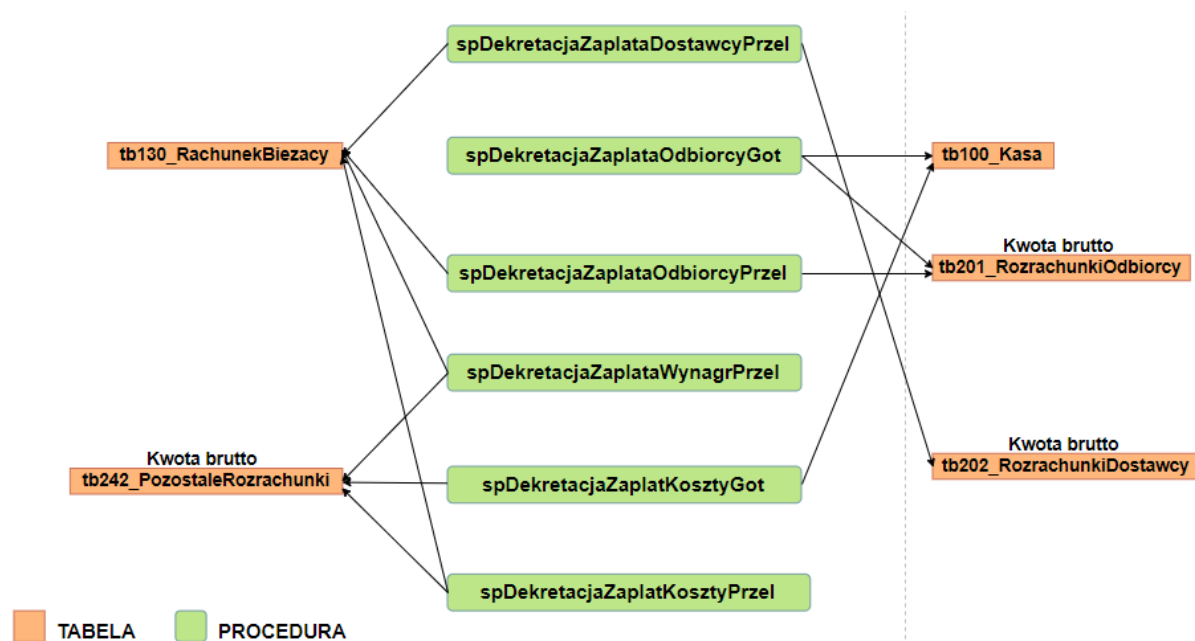 spDekretacjaZaplataDostawcyPrzel
tb130_RachunekBiezacy
spDekretacjaZaplataOdbiorcyGot
tb100_Kasa
Kwota brutto
spDekretacjaZaplataOdbiorcyPrzel
tb201_RozrachunkiOdbiorcy
spDekretacjaZaplataWynagrPrzel
Kwota brutto
tb242_PozostaleRozrachunki
spDekretacjaZaplatKosztyGot
Kwota brutto
tb202_RozrachunkiDostawcy
spDekretacjaZaplatKosztyPrzel
TABELA
PROCEDURA